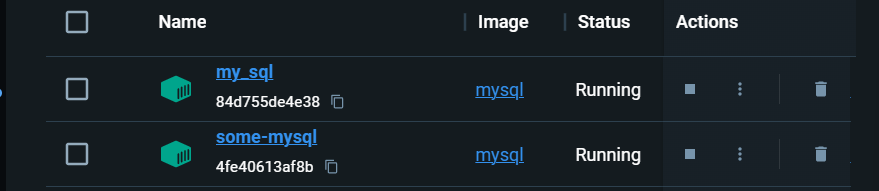 Name Image Status Actions
my_sql
84d755de4e38 mysql Running
some-mysql
4fe40613af8b mysql Running